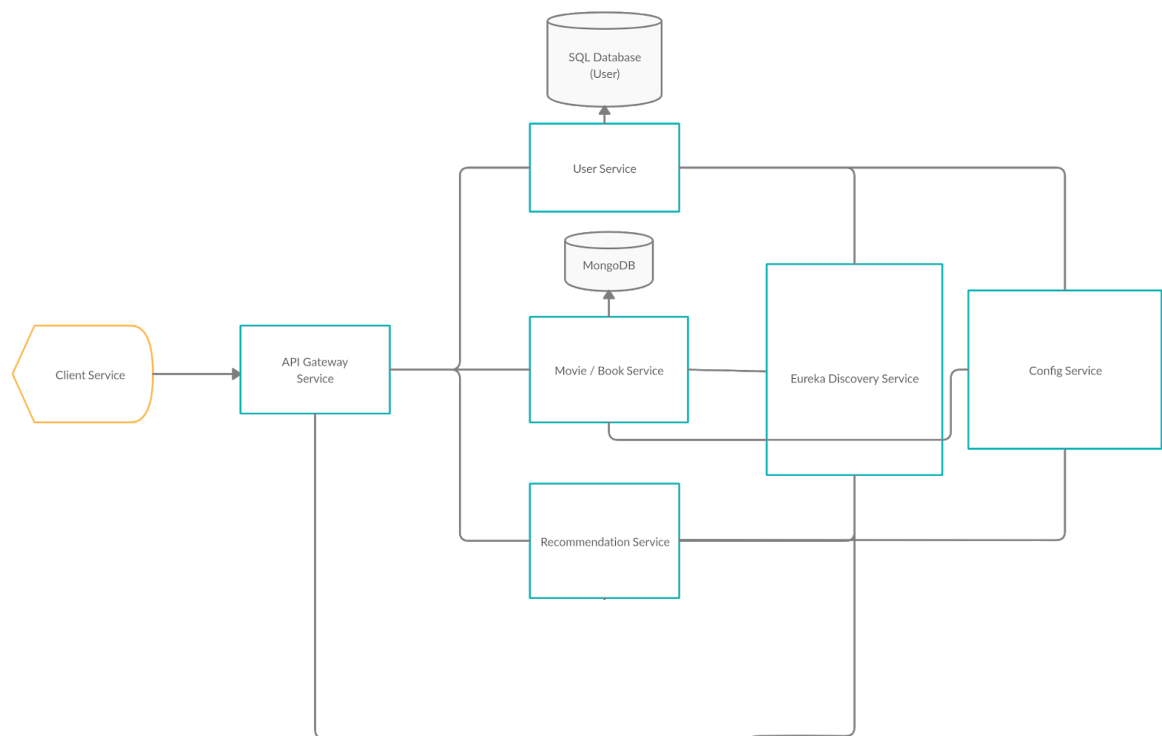 SQL Database
(User)
User Service
MongoDB
Client Service
API Gateway
Service
Movie / Book Service
Eureka Discovery Service
Config Service
Recommendation Service